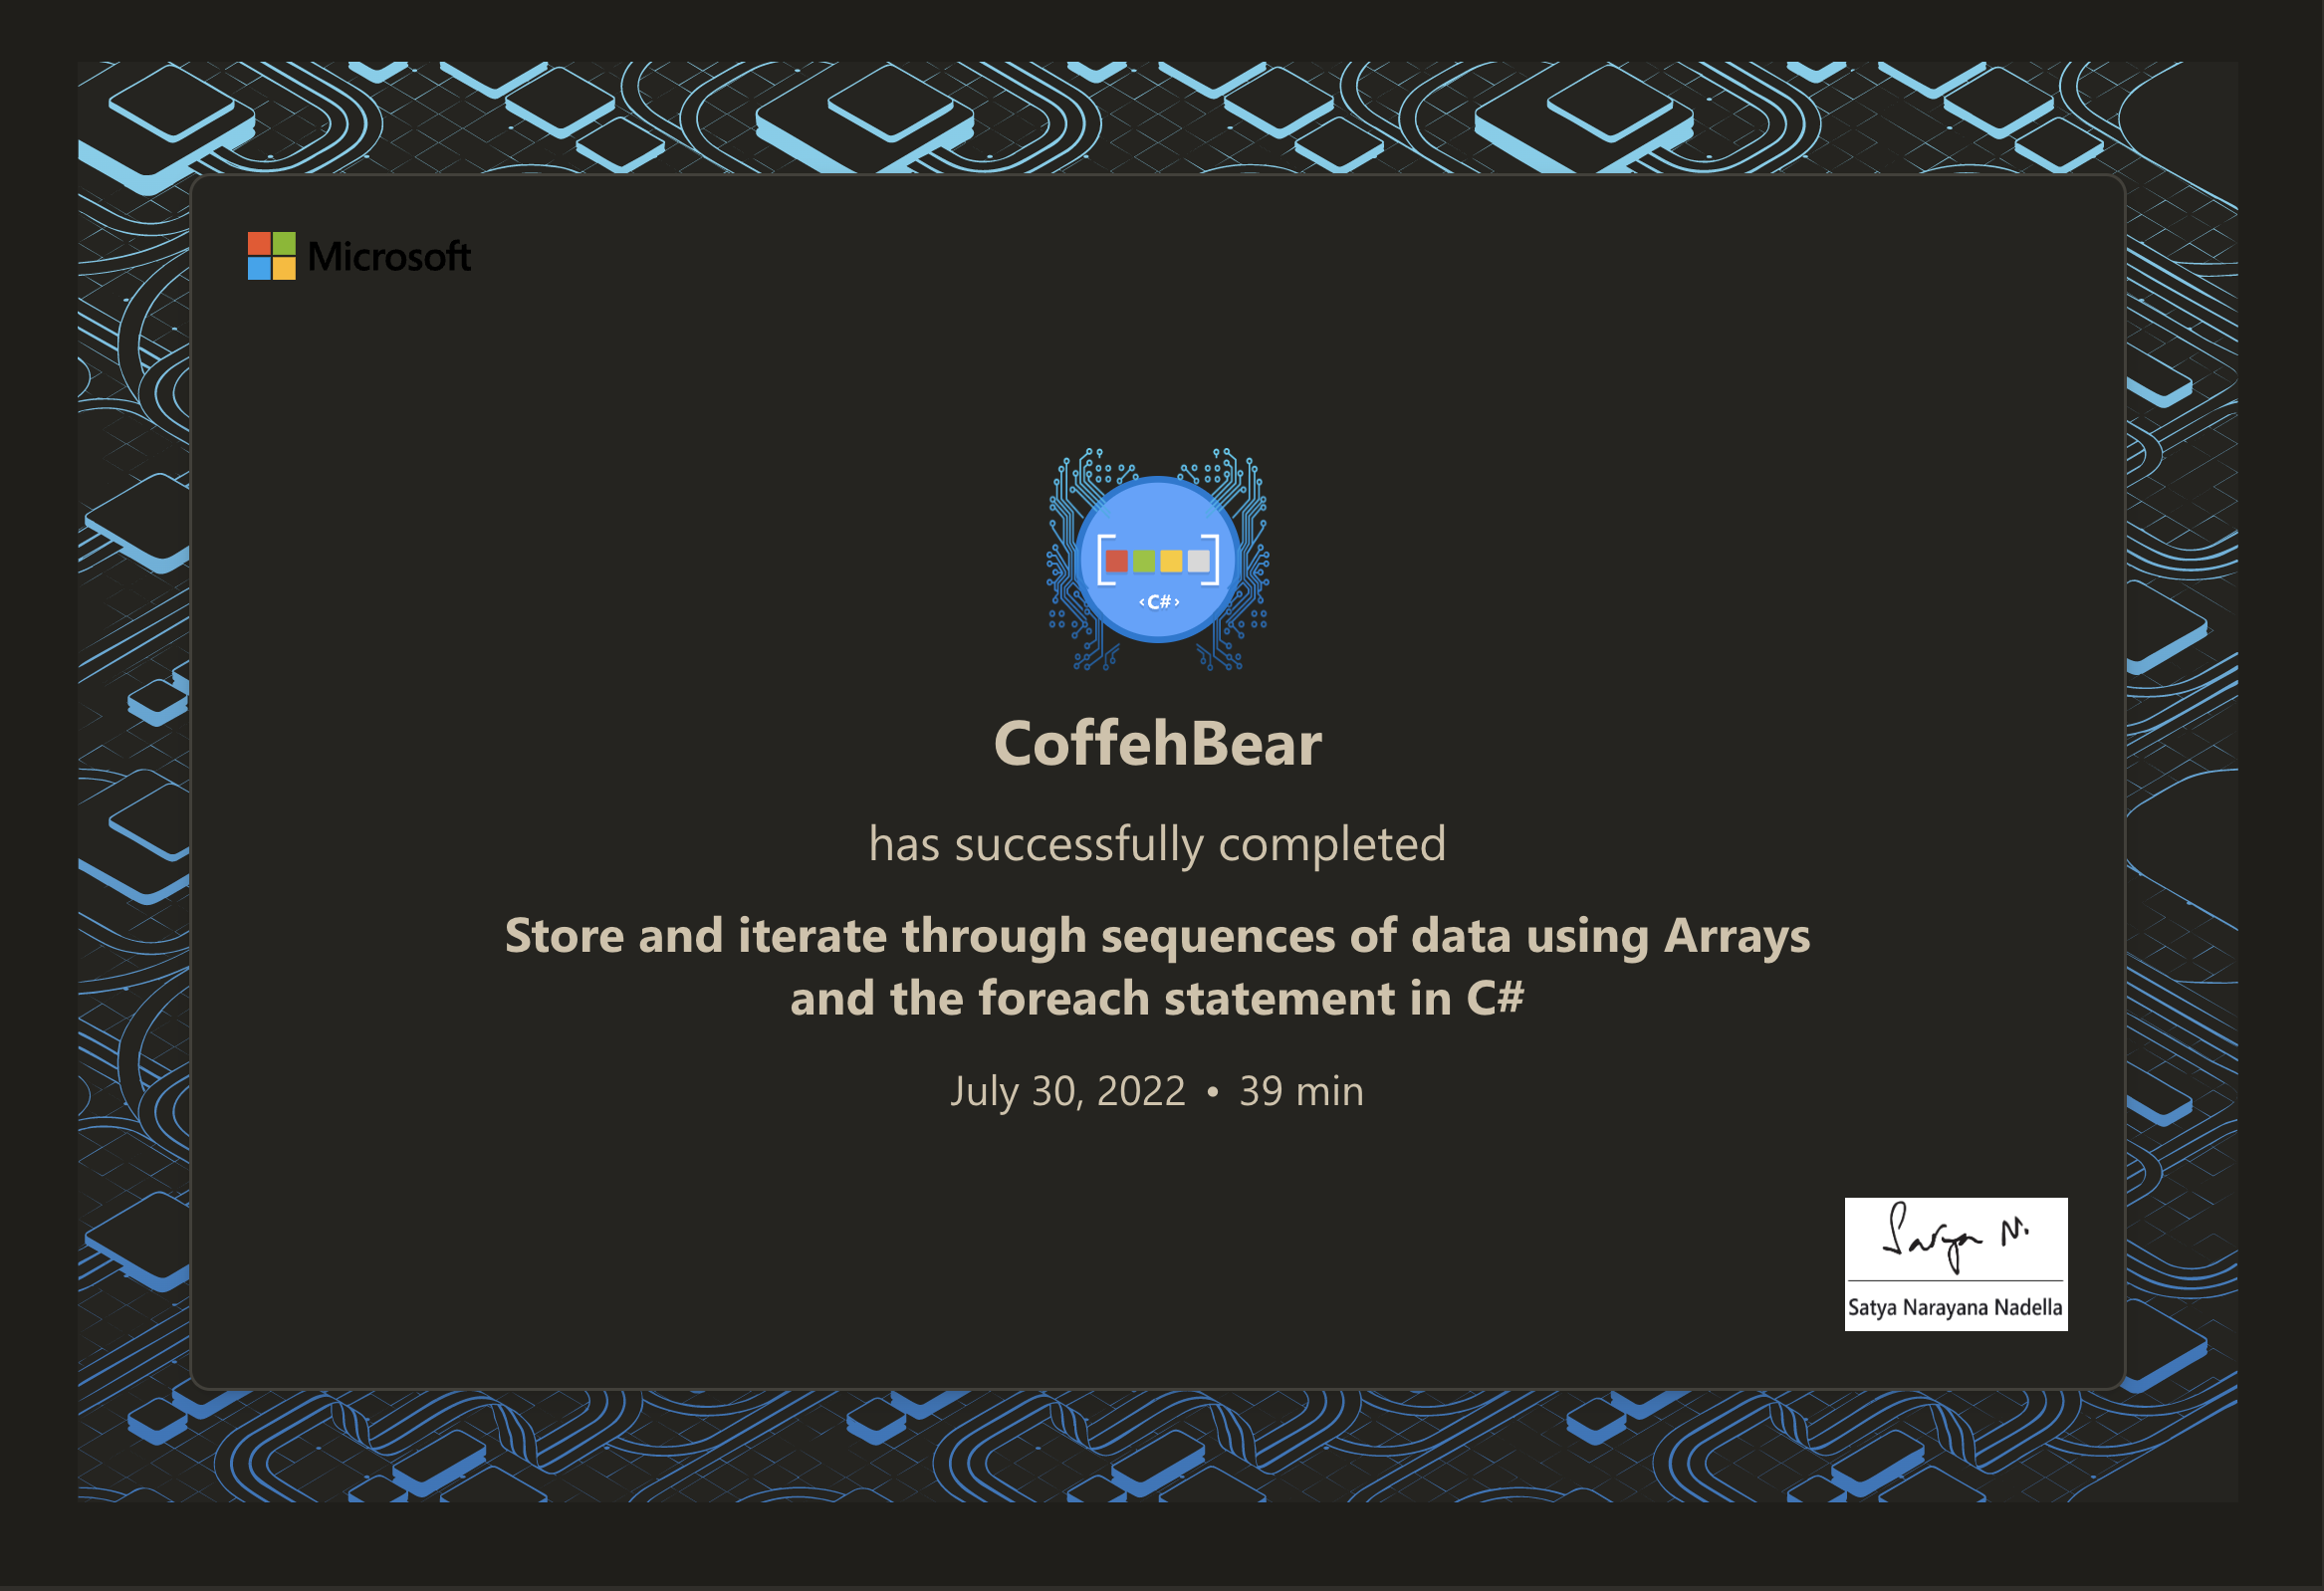 Microsoft
<C#>
CoffehBear
has successfully completed
Store and iterate through sequences of data using Arrays
and the foreach statement in C#
July 30, 2022 • 39 min
Satya N.
Satya Narayana Nadella